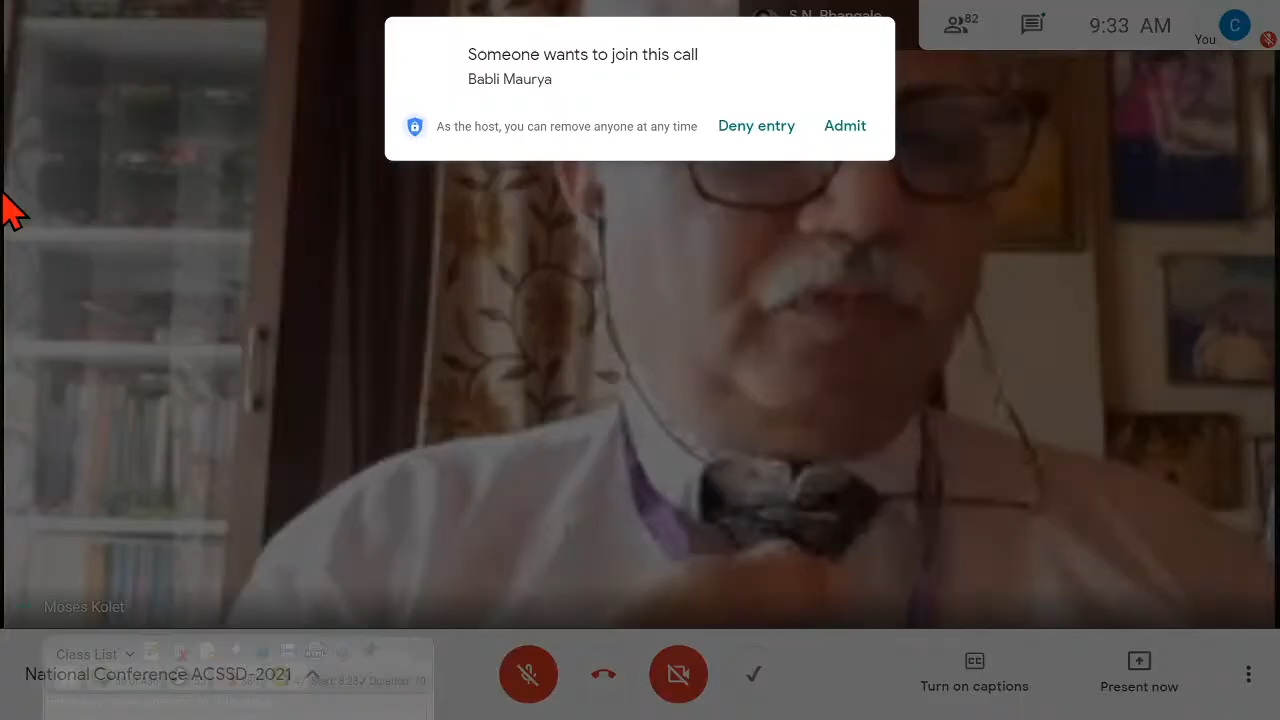 S.N. Bhangale
82
9:33 AM
You
C
Someone wants to join this call
Babli Maurya
As the host, you can remove anyone at any time
Deny entry
Admit
Moses Kolet
Class List
National Conference ACSSD-2021
Turn on captions
Present now